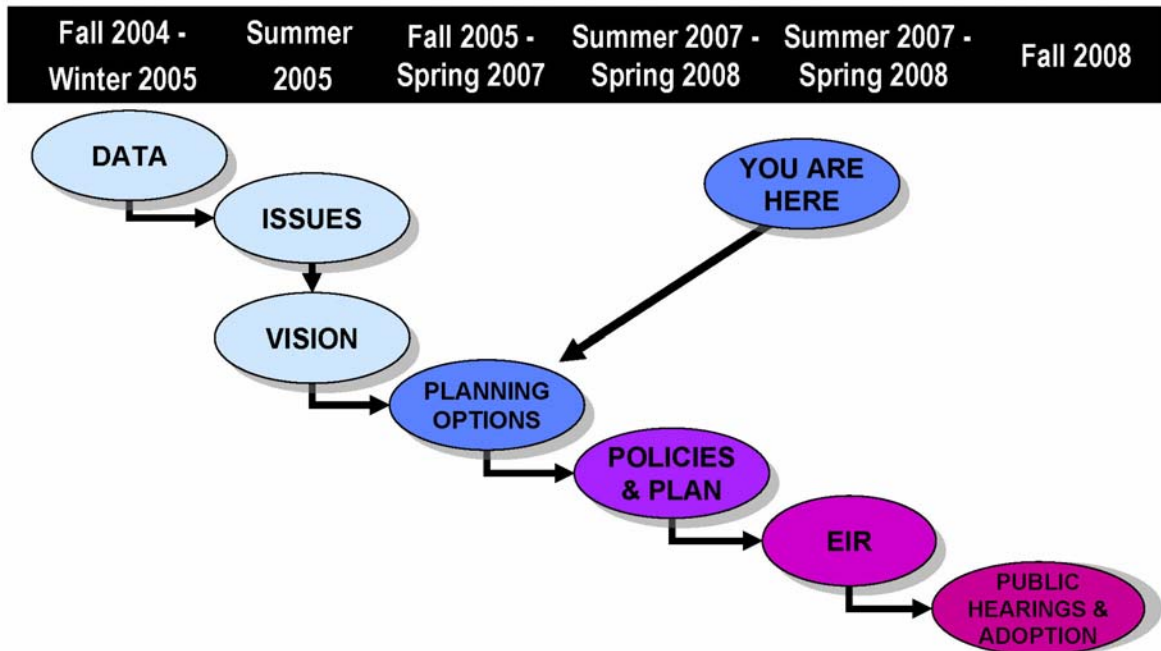 Fall 2004 -
Winter 2005
Summer
2005
Fall 2005 -
Spring 2007
Summer 2007 -
Spring 2008
Summer 2007 -
Spring 2008
Fall 2008
DATA
ISSUES
YOU ARE
HERE
VISION
PLANNING
OPTIONS
POLICIES
& PLAN
EIR
PUBLIC
HEARINGS &
ADOPTION